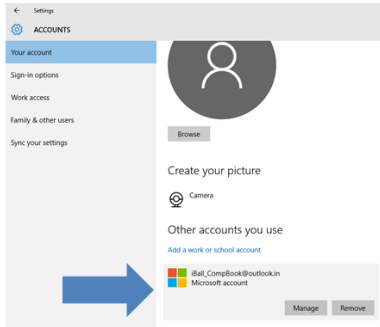 Settings
ACCOUNTS
Your account
Sign-in options
Work access
Family & other users
Sync your settings
Browse
Create your picture
Camera
Other accounts you use
Add a work or school account
iBall_CompBook@outlook.in
Microsoft account
Manage
Remove